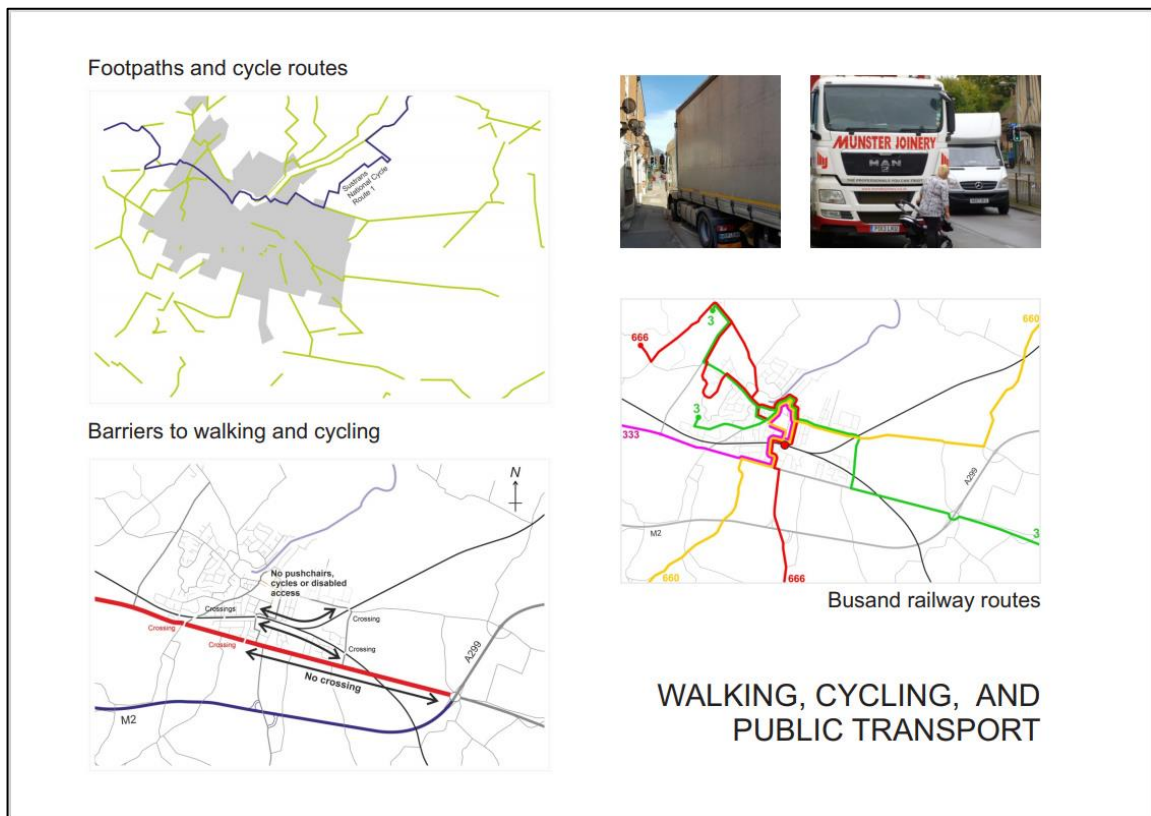 Footpaths and cycle routes
Sustrans
National Cycle
Route 1
MUNSTER JOINERY
MAN
Barriers to walking and cycling
N
No pushchairs,
cycles or disabled
access
Crossings
Crossing
Crossing
Crossing
Crossing
No crossing
A299
M2
666
3
660
3
333
A299
M2
3
660
666
Busand railway routes
WALKING, CYCLING, AND
PUBLIC TRANSPORT